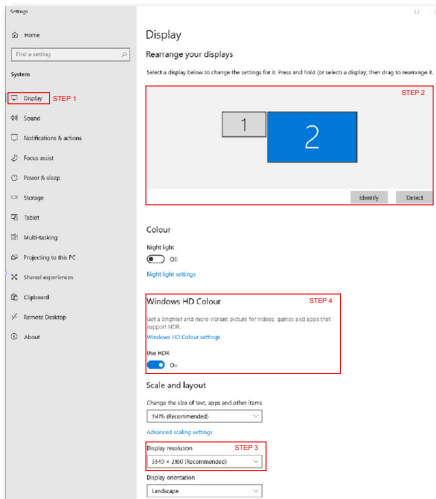 Settings
Home
Find a setting
System
Display STEP 1
Sound
Notifications & actions
Focus assist
Power & sleep
Storage
Tablet
Multi-tasking
Projecting to this PC
Shared experiences
Clipboard
Remote Desktop
About
Display
Rearrange your displays
Select a display below to change the settings for it. Press and hold (or select) a display, then drag to rearrange it.
STEP 2
1
2
Identify Detect
Colour
Night light
Off
Night light settings
Windows HD Colour STEP 4
Get a brighter and more vibrant picture for videos, games and apps that
support HDR.
Windows HD Colour settings
Use HDR
On
Scale and layout
Change the size of text, apps and other items
(Recommended)
Advanced scaling settings
Display resolution STEP 3
3840 × 2160 (Recommended)
Display orientation
Landscape